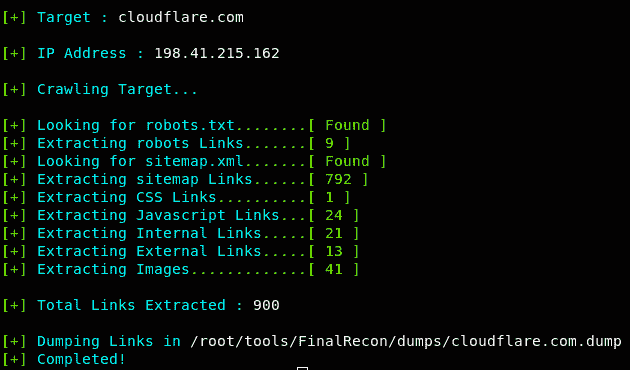 [+] Target : cloudflare.com
[+] IP Address : 198.41.215.162
[+] Crawling Target...
[+] Looking for robots.txt........[ Found ]
[+] Extracting robots Links.......[ 9 ]
[+] Looking for sitemap.xml.......[ Found ]
[+] Extracting sitemap Links......[ 792 ]
[+] Extracting CSS Links..........[ 1 ]
[+] Extracting Javascript Links...[ 24 ]
[+] Extracting Internal Links.....[ 21 ]
[+] Extracting External Links.....[ 13 ]
[+] Extracting Images.............[ 41 ]
[+] Total Links Extracted : 900
[+] Dumping Links in /root/tools/FinalRecon/dumps/cloudflare.com.dump
[+] Completed!